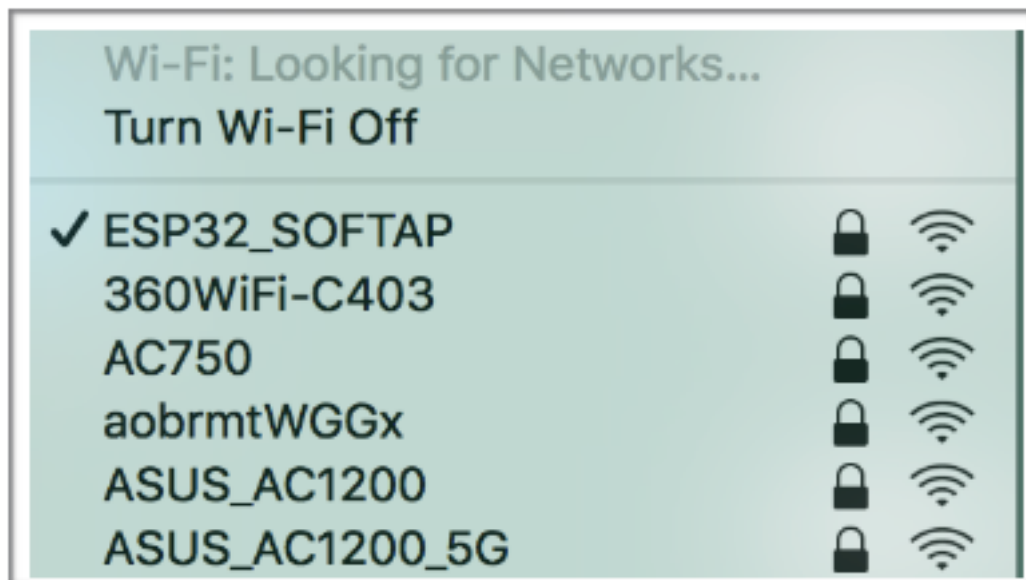 Wi-Fi: Looking for Networks...
Turn Wi-Fi Off
ESP32_SOFTAP
360WiFi-C403
AC750
aobrmtWGGx
ASUS_AC1200
ASUS_AC1200_5G